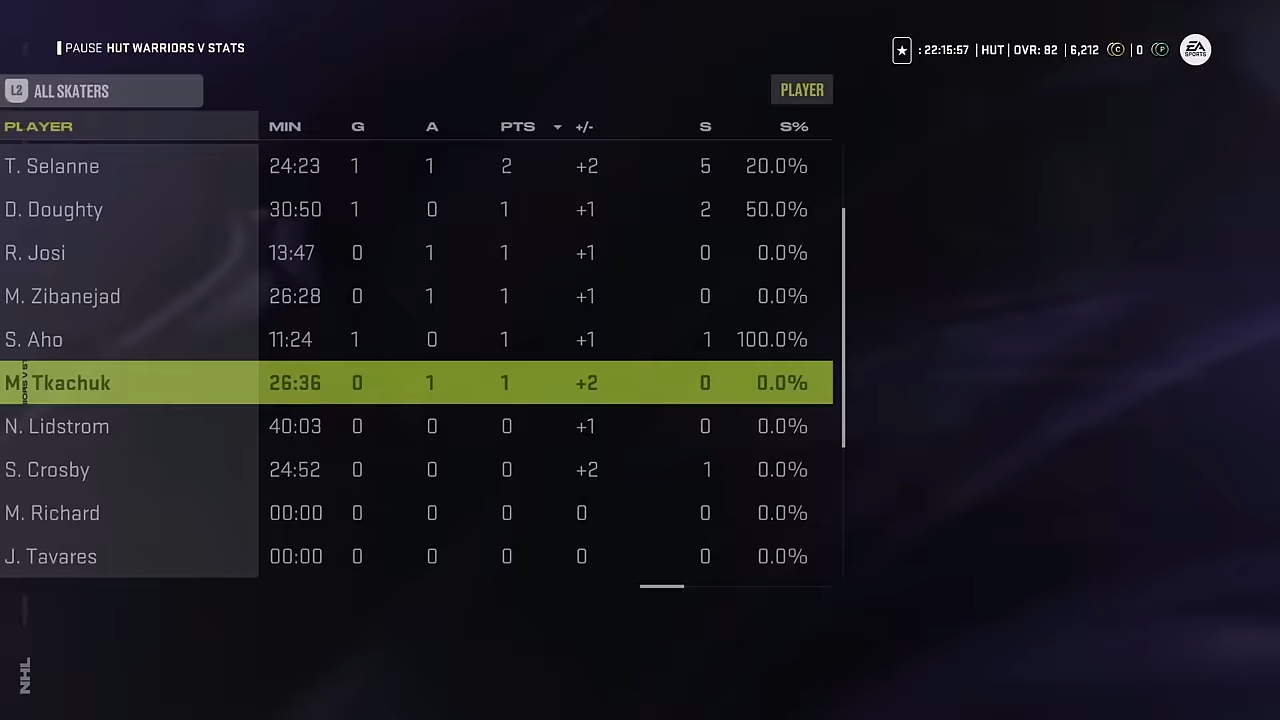 PAUSE HUT WARRIORS V STATS
: 22:15:57 | HUT | OVR: 82 | 6,212 C | 0 P
EA SPORTS
L2 ALL SKATERS
PLAYER
PLAYER MIN G A PTS +/- S S%
T. Selanne 24:23 1 1 2 +2 5 20.0%
D. Doughty 30:50 1 0 1 +1 2 50.0%
R. Josi 13:47 0 1 1 +1 0 0.0%
M. Zibanejad 26:28 0 1 1 +1 0 0.0%
S. Aho 11:24 1 0 1 +1 1 100.0%
M. Tkachuk 26:36 0 1 1 +2 0 0.0%
N. Lidstrom 40:03 0 0 0 +1 0 0.0%
S. Crosby 24:52 0 0 0 +2 1 0.0%
M. Richard 00:00 0 0 0 0 0 0.0%
J. Tavares 00:00 0 0 0 0 0 0.0%
NHL